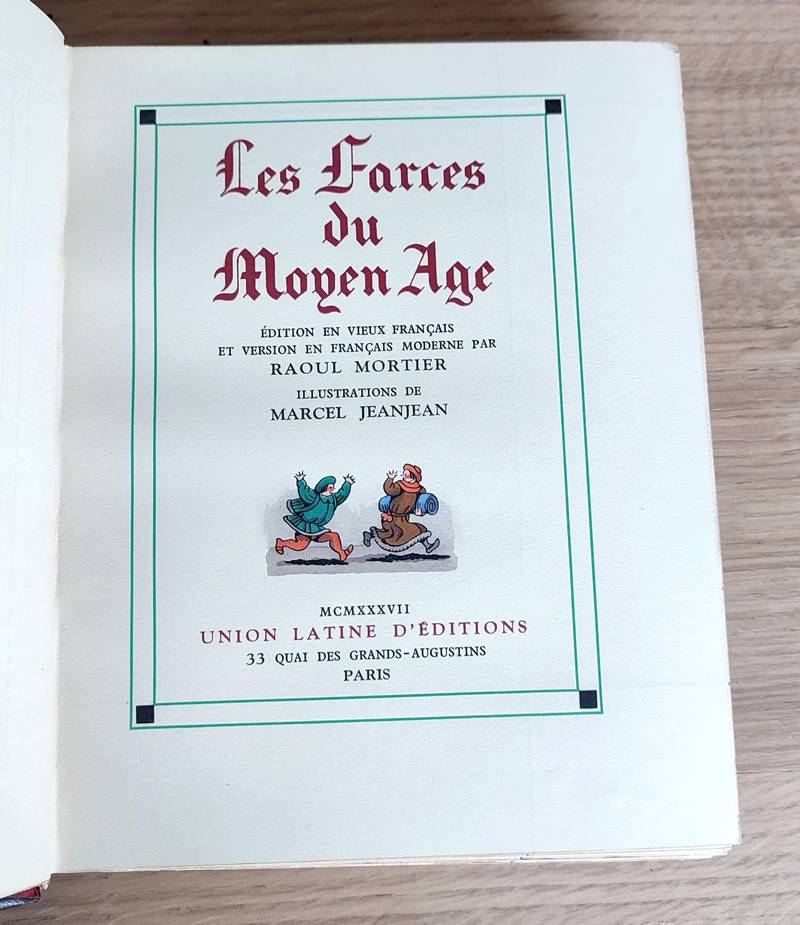 Les Farces
du
Moyen Age
ÉDITION EN VIEUX FRANÇAIS
ET VERSION EN FRANÇAIS MODERNE PAR
RAOUL MORTIER
ILLUSTRATIONS DE
MARCEL JEANJEAN
MCMXXXVII
UNION LATINE D'ÉDITIONS
33 QUAI DES GRANDS-AUGUSTINS
PARIS